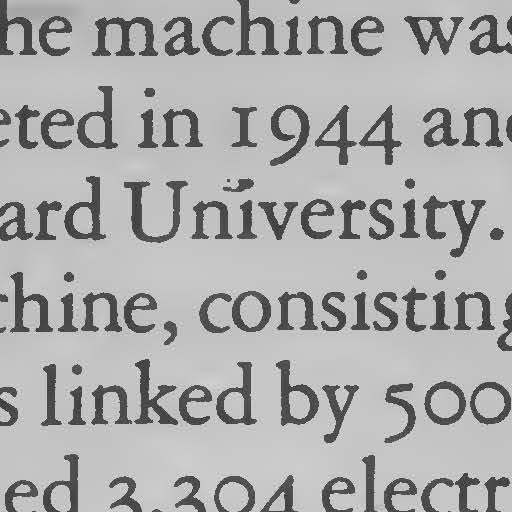 he machine was
eted in 1944 and
ard University.
chine, consisting
s linked by 500
ed 3,304 electr